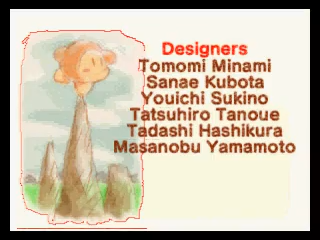 Designers
Tomomi Minami
Sanae Kubota
Youichi Sukino
Tatsuhiro Tanoue
Tadashi Hashikura
Masanobu Yamamoto